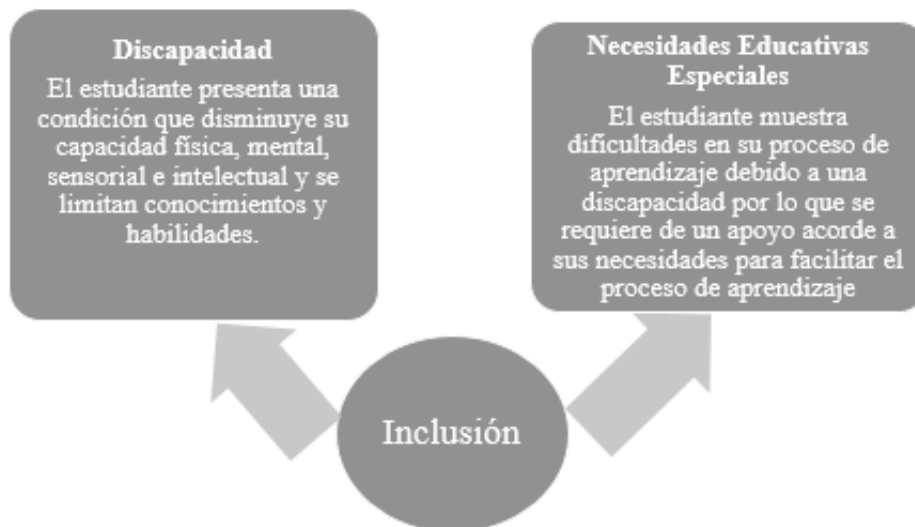 Discapacidad
El estudiante presenta una
condición que disminuye su
capacidad física, mental,
sensorial e intelectual y se
limitan conocimientos y
habilidades.
Necesidades Educativas
Especiales
El estudiante muestra
dificultades en su proceso de
aprendizaje debido a una
discapacidad por lo que se
requiere de un apoyo acorde a
sus necesidades para facilitar el
proceso de aprendizaje
Inclusión